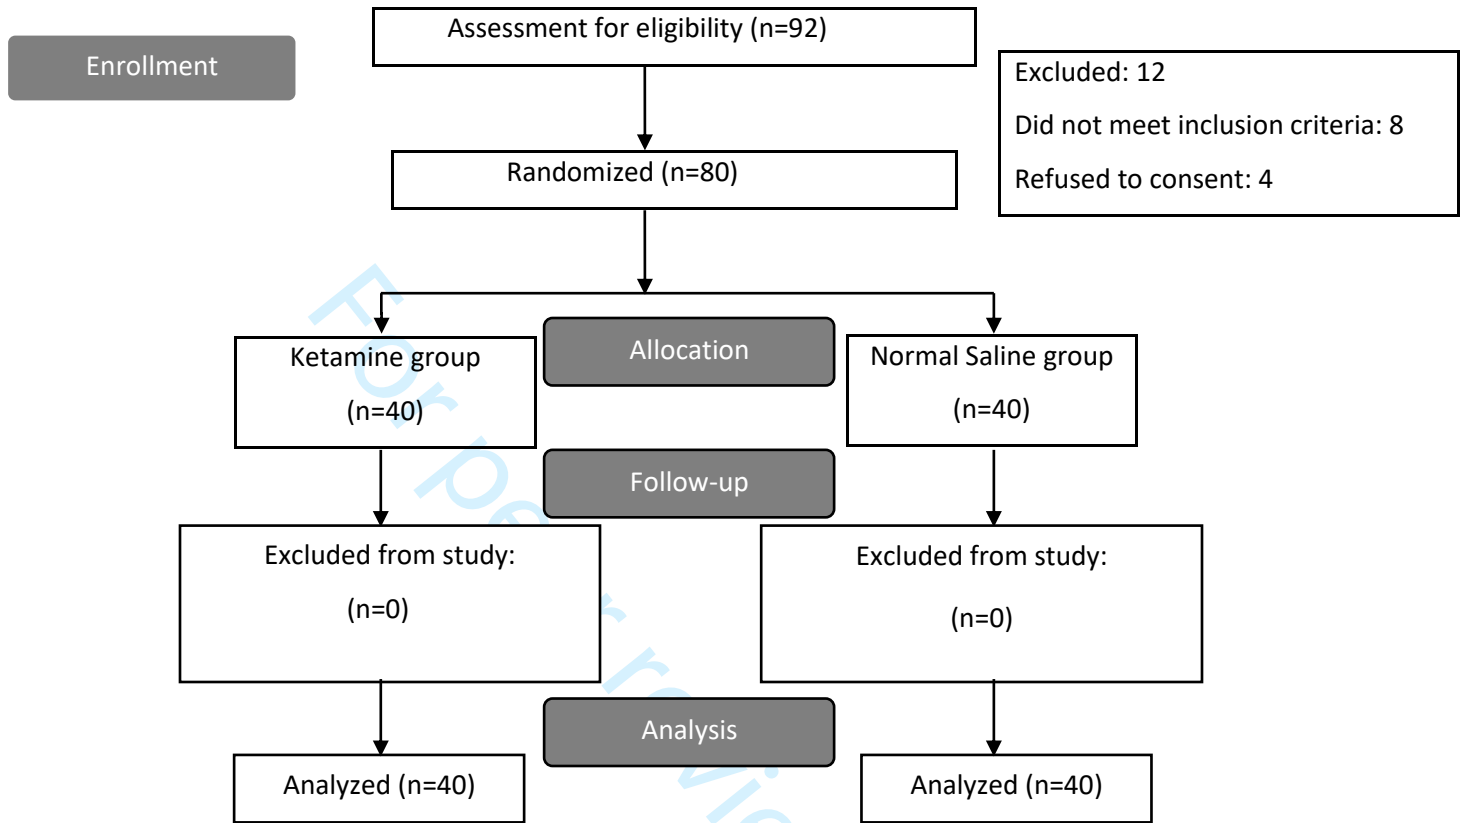 Assessment for eligibility (n=92)
Enrollment
Excluded: 12
Did not meet inclusion criteria: 8
Refused to consent: 4
Randomized (n=80)
Ketamine group
(n=40)
Allocation
Normal Saline group
(n=40)
Follow-up
Excluded from study:
(n=0)
Excluded from study:
(n=0)
Analysis
Analyzed (n=40)
Analyzed (n=40)
For peer